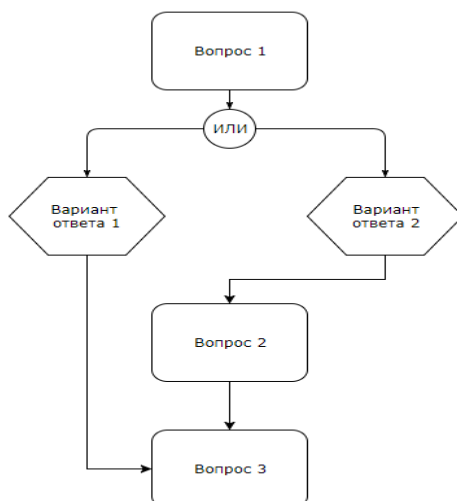 Вопрос 1
ИЛИ
Вариант
ответа 1
Вариант
ответа 2
Вопрос 2
Вопрос 3